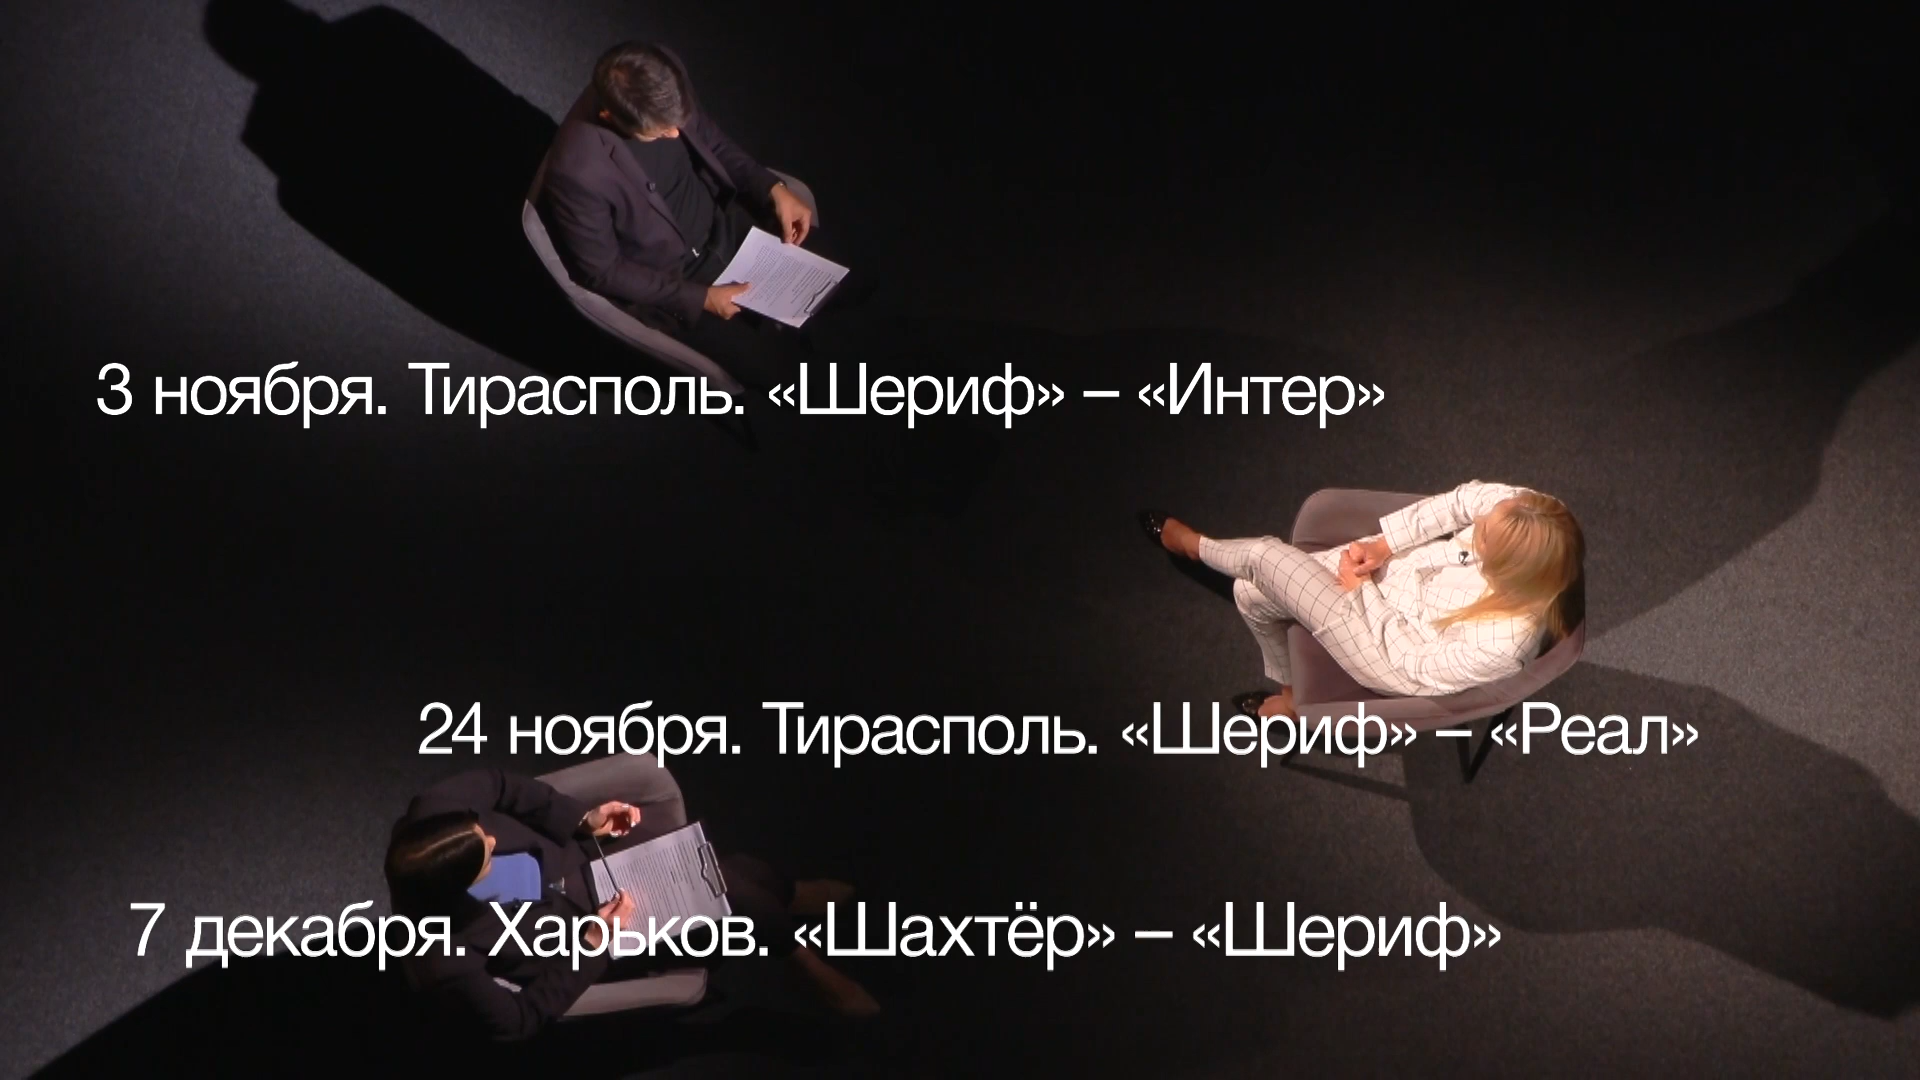 3 ноября. Тирасполь. «Шериф» – «Интер»
24 ноября. Тирасполь. «Шериф» – «Реал»
7 декабря. Харьков. «Шахтёр» – «Шериф»